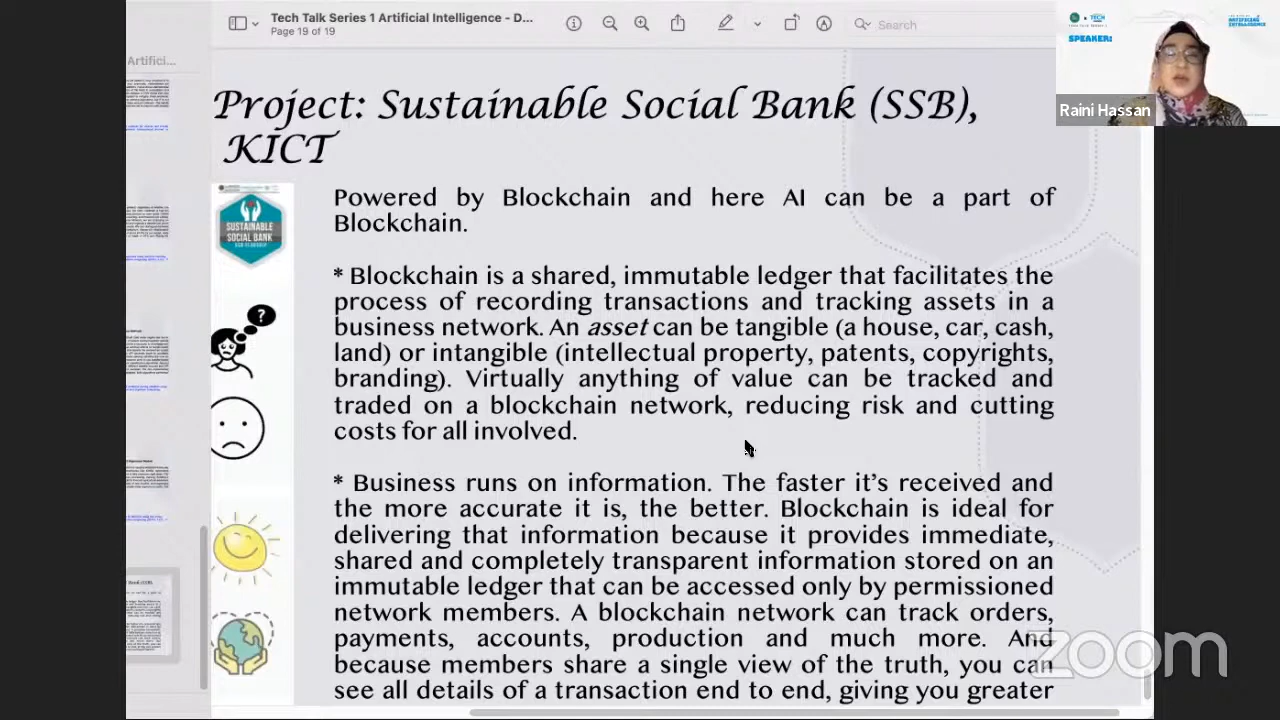 Tech Talk Series 1 Artificial Intelligence - D...
Page 19 of 19
Search
TECH
SPEAKER:
ARTIFICIAL
INTELLIGENCE
Raini Hassan
Artifici...
Project: Sustainable Social Bank (SSB),
KICT
SUSTAINABLE
SOCIAL BANK
?
Powered by Blockchain and here AI can be a part of
Blockchain.
* Blockchain is a shared, immutable ledger that facilitates the
process of recording transactions and tracking assets in a
business network. An asset can be tangible (a house, car, cash,
land) or intangible (intellectual property, patents, copyrights,
branding). Virtually anything of value can be tracked and
traded on a blockchain network, reducing risk and cutting
costs for all involved.
* Business runs on information. The faster it's received and
the more accurate it is, the better. Blockchain is ideal for
delivering that information because it provides immediate,
shared and completely transparent information stored on an
immutable ledger that can be accessed only by permissioned
network members. A blockchain network can track orders,
payments, accounts, production and much more. And
because members share a single view of the truth, you can
see all details of a transaction end to end, giving you greater
zoom